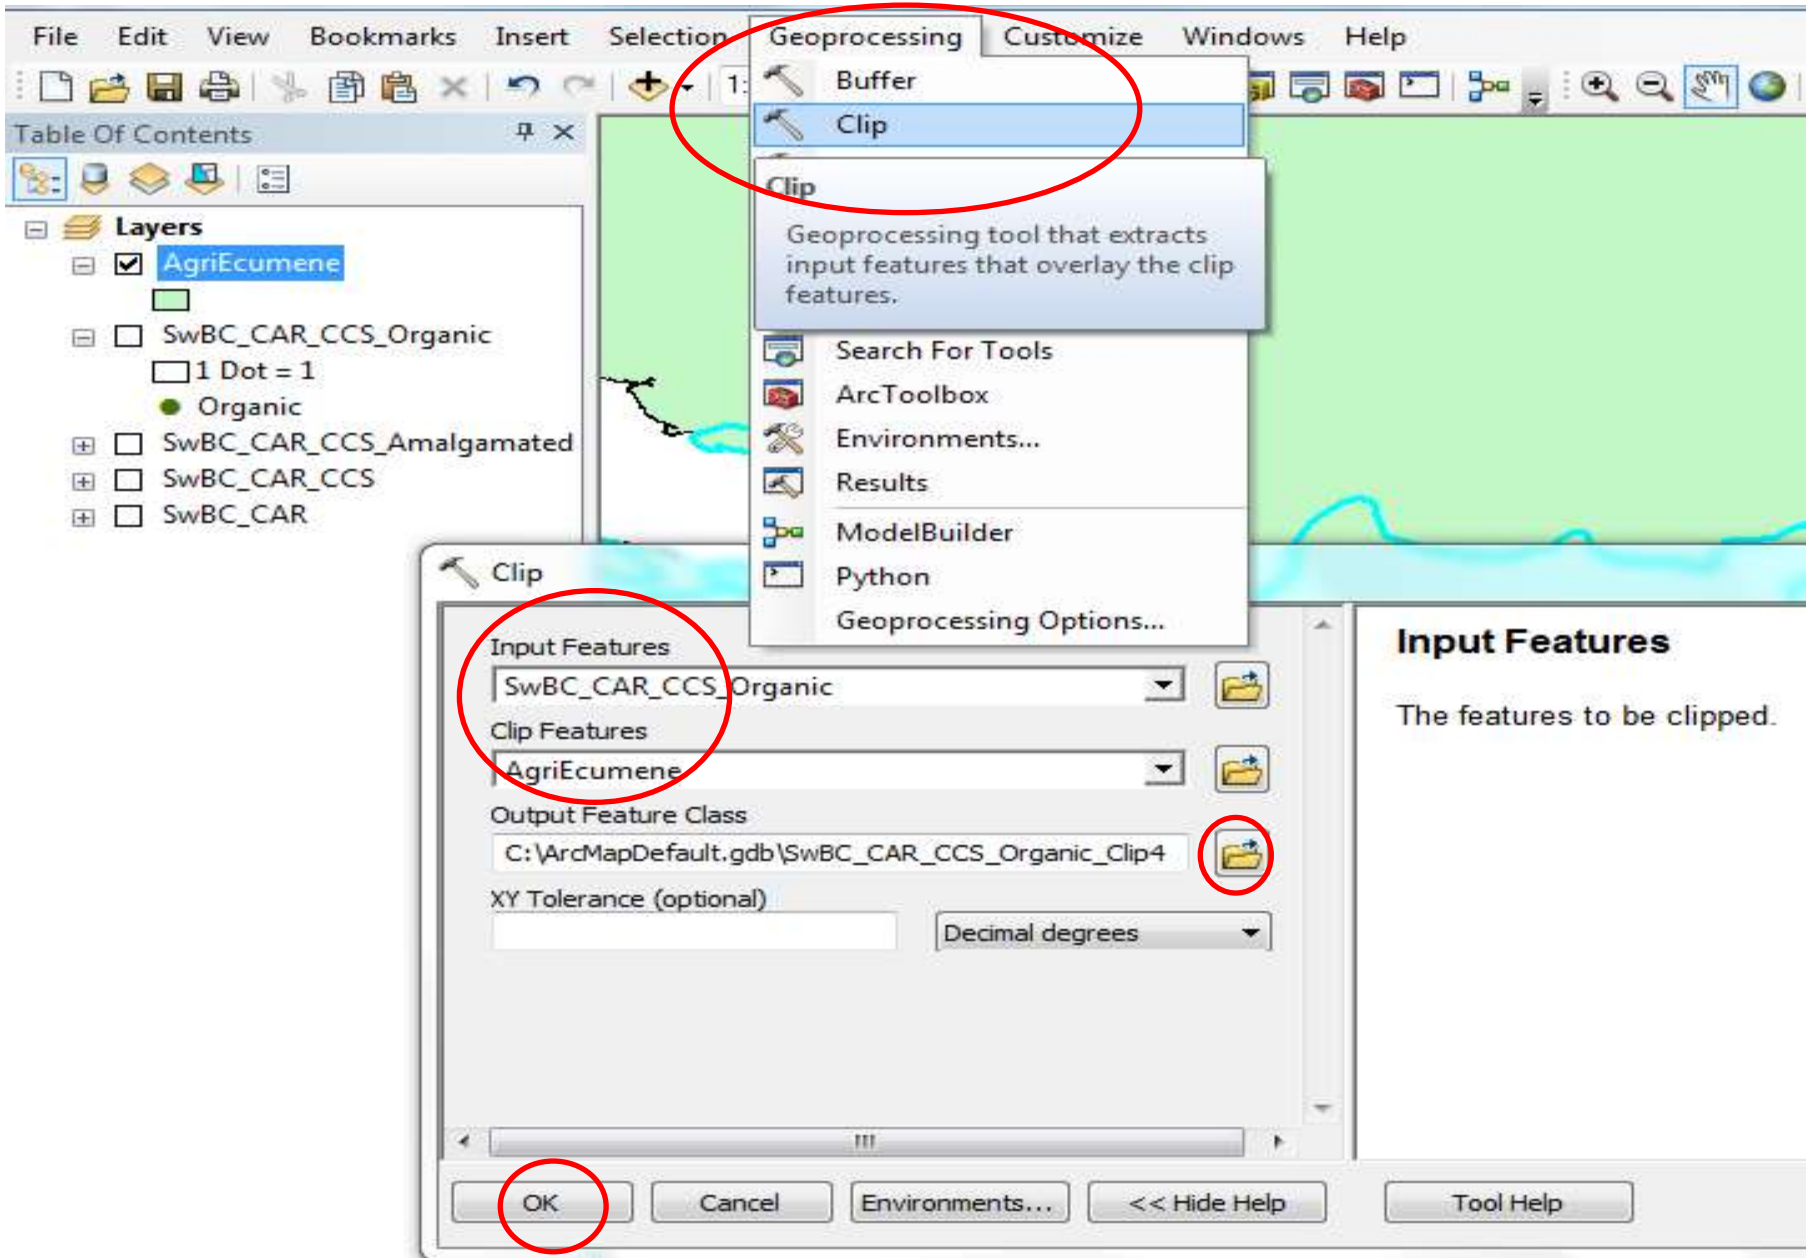 File Edit View Bookmarks Insert Selection Geoprocessing Customize Windows Help
1:
Buffer
Clip
Table Of Contents
Clip
Geoprocessing tool that extracts
input features that overlay the clip
features.
Layers
AgriEcumene
SwBC_CAR_CCS_Organic
1 Dot = 1
Organic
SwBC_CAR_CCS_Amalgamated
SwBC_CAR_CCS
SwBC_CAR
Search For Tools
ArcToolbox
Environments...
Results
ModelBuilder
Python
Geoprocessing Options...
Clip
Input Features
SwBC_CAR_CCS_Organic
Clip Features
AgriEcumene
Output Feature Class
C:\ArcMapDefault.gdb\SwBC_CAR_CCS_Organic_Clip4
XY Tolerance (optional)
Decimal degrees
Input Features
The features to be clipped.
OK Cancel Environments... << Hide Help Tool Help